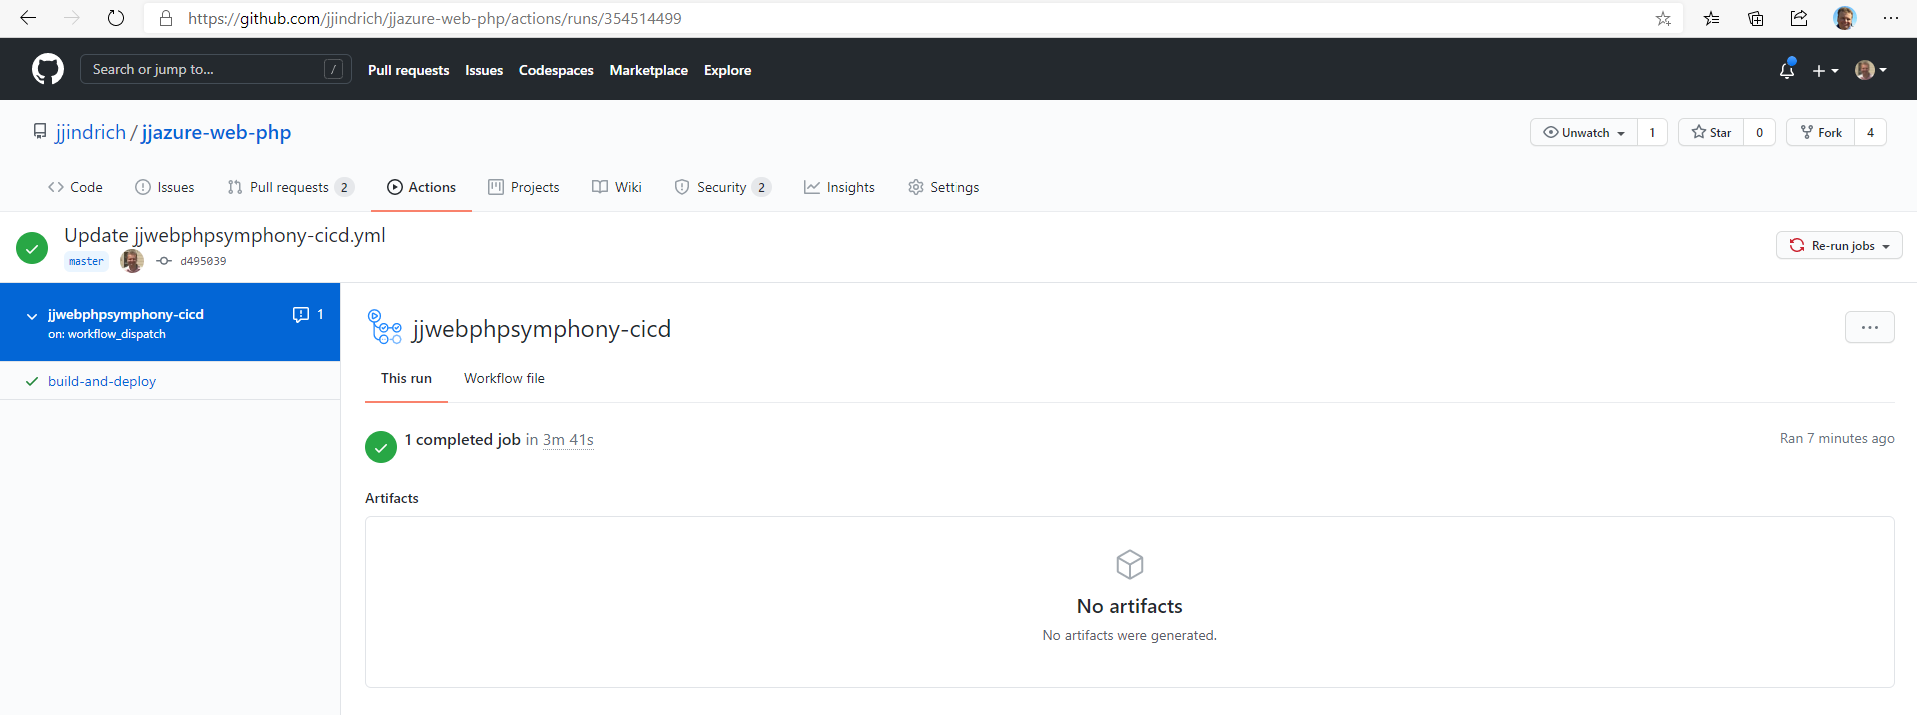 https://github.com/jjindrich/jjazure-web-php/actions/runs/354514499
Search or jump to... / Pull requests Issues Codespaces Marketplace Explore
jjindrich / jjazure-web-php Unwatch 1 Star 0 Fork 4
Code Issues Pull requests 2 Actions Projects Wiki Security 2 Insights Settings
Update jjwebphpsymphony-cicd.yml
master d495039 Re-run jobs
jjwebphpsymphony-cicd 1
on: workflow_dispatch
build-and-deploy
jjwebphpsymphony-cicd
This run Workflow file
1 completed job in 3m 41s Ran 7 minutes ago
Artifacts
No artifacts
No artifacts were generated.